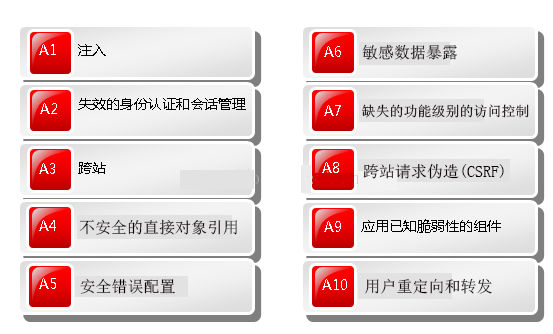 A1 注入
A2 失效的身份认证和会话管理
A3 跨站
A4 不安全的直接对象引用
A5 安全错误配置
A6 敏感数据暴露
A7 缺失的功能级别的访问控制
A8 跨站请求伪造(CSRF)
A9 应用已知脆弱性的组件
A10 用户重定向和转发